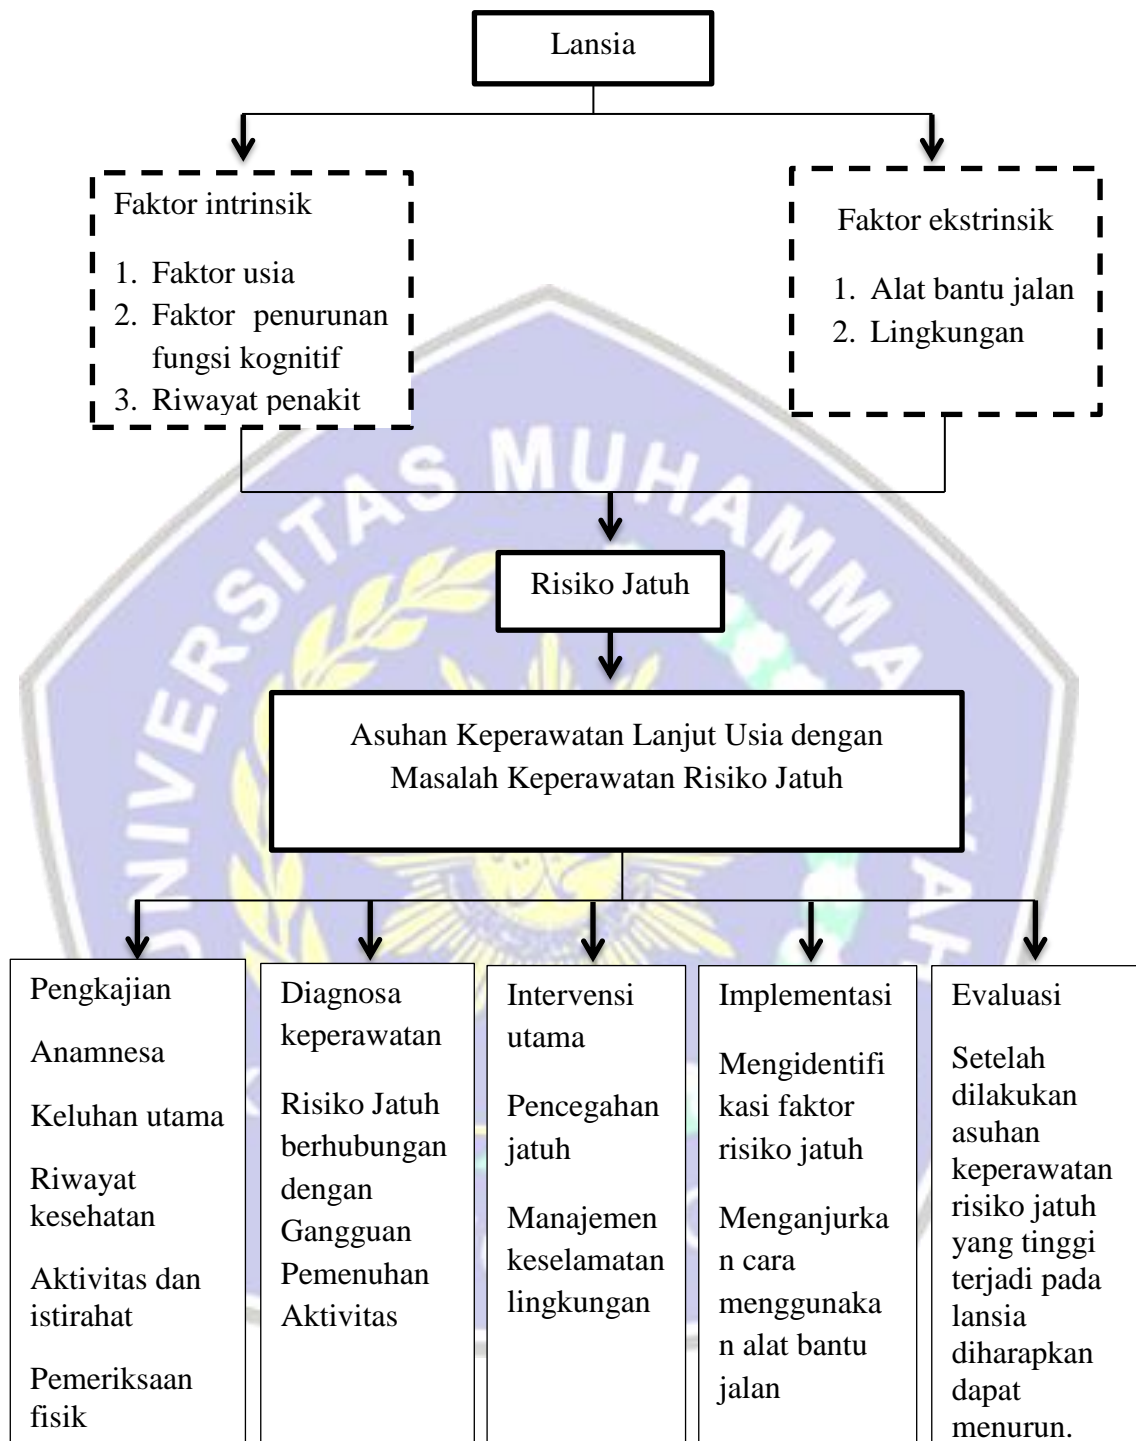 Lansia
Faktor intrinsik
1. Faktor usia
2. Faktor penurunan
fungsi kognitif
3. Riwayat penakit
Faktor ekstrinsik
1. Alat bantu jalan
2. Lingkungan
UNIVERSITAS MUHAMMA
Risiko Jatuh
Asuhan Keperawatan Lanjut Usia dengan
Masalah Keperawatan Risiko Jatuh
Pengkajian
Anamnesa
Keluhan utama
Riwayat
kesehatan
Aktivitas dan
istirahat
Pemeriksaan
fisik
Diagnosa
keperawatan
Risiko Jatuh
berhubungan
dengan
Gangguan
Pemenuhan
Aktivitas
Intervensi
utama
Pencegahan
jatuh
Manajemen
keselamatan
lingkungan
Implementasi
Mengidentifi
kasi faktor
risiko jatuh
Menganjurka
n cara
menggunaka
n alat bantu
jalan
Evaluasi
Setelah
dilakukan
asuhan
keperawatan
risiko jatuh
yang tinggi
terjadi pada
lansia
diharapkan
dapat
menurun.